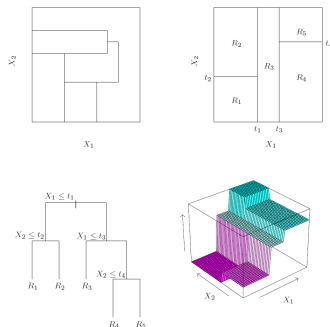 X₂
X₁
X₂
R₂
R₅
R₃
R₄
t₂
R₁
t₁ t₃
X₁
X₁ ≤ t₁
X₂ ≤ t₂
X₁ ≤ t₃
X₂ ≤ t₄
R₁ R₂ R₃
R₄ R₅
X₂
X₁